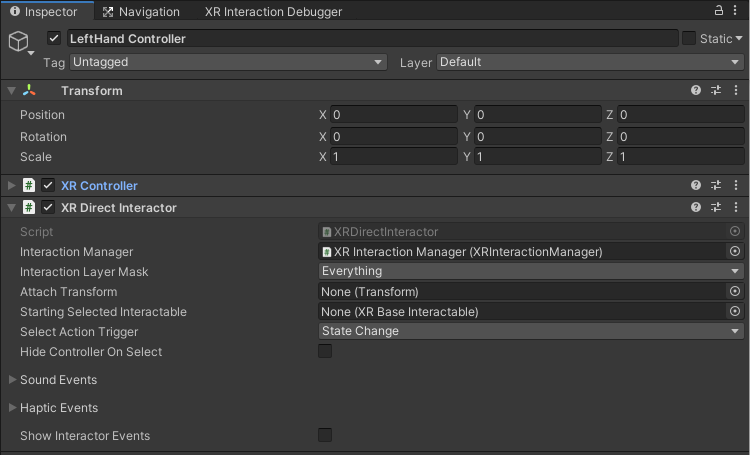 Inspector Navigation XR Interaction Debugger
LeftHand Controller Static
Tag Untagged Layer Default
Transform
Position X 0 Y 0 Z 0
Rotation X 0 Y 0 Z 0
Scale X 1 Y 1 Z 1
# XR Controller
# XR Direct Interactor
Script # XRDirectInteractor
Interaction Manager # XR Interaction Manager (XRInteractionManager)
Interaction Layer Mask Everything
Attach Transform None (Transform)
Starting Selected Interactable None (XR Base Interactable)
Select Action Trigger State Change
Hide Controller On Select
Sound Events
Haptic Events
Show Interactor Events